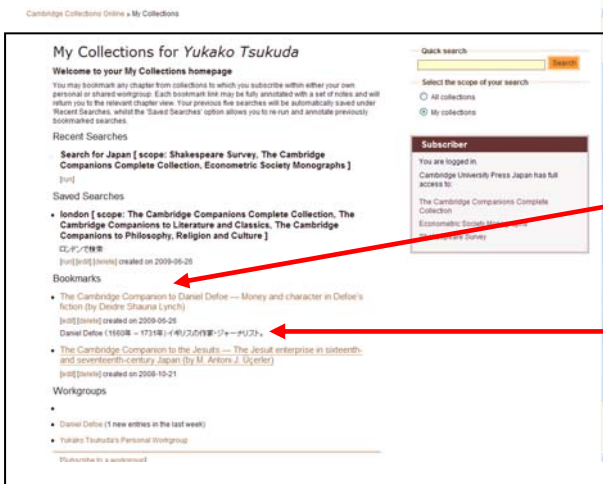 Cambridge Collections Online » My Collections
My Collections for Yukako Tsukuda
Welcome to your My Collections homepage
You may bookmark any chapter from collections to which you subscribe within either your own
personal or shared workgroup. Each bookmark link may be fully annotated with a set of notes and will
return you to the relevant chapter view. Your previous five searches will be automatically saved under
'Recent Searches, whilst the 'Saved Searches' option allows you to re-run and annotate previously
bookmarked searches.
Recent Searches
Search for Japan [ scope: Shakespeare Survey, The Cambridge
Companions Complete Collection, Econometric Society Monographs ]
[run]
Saved Searches
• london [ scope: The Cambridge Companions Complete Collection, The
Cambridge Companions to Literature and Classics, The Cambridge
Companions to Philosophy, Religion and Culture ]
ロンドンで検索
[run] [edit] [delete] created on 2009-06-26
Bookmarks
• The Cambridge Companion to Daniel Defoe — Money and character in Defoe's
fiction (by Deidre Shauna Lynch)
[edit] [delete] created on 2009-06-26
Daniel Defoe (1660年 – 1731年) イギリスの作家・ジャーナリスト。
• The Cambridge Companion to the Jesuits — The Jesuit enterprise in sixteenth-
and seventeenth-century Japan (by M. Antoni J. Üçerler)
[edit] [delete] created on 2008-10-21
Workgroups
•
• Daniel Defoe (1 new entries in the last week)
• Yukako Tsukuda's Personal Workgroup
[Subscribe to a workgroup]
Quick search
Search
Select the scope of your search
All collections
My collections
Subscriber
You are logged in.
Cambridge University Press Japan has full
access to:
The Cambridge Companions Complete
Collection
Econometric Society Monographs
Shakespeare Survey